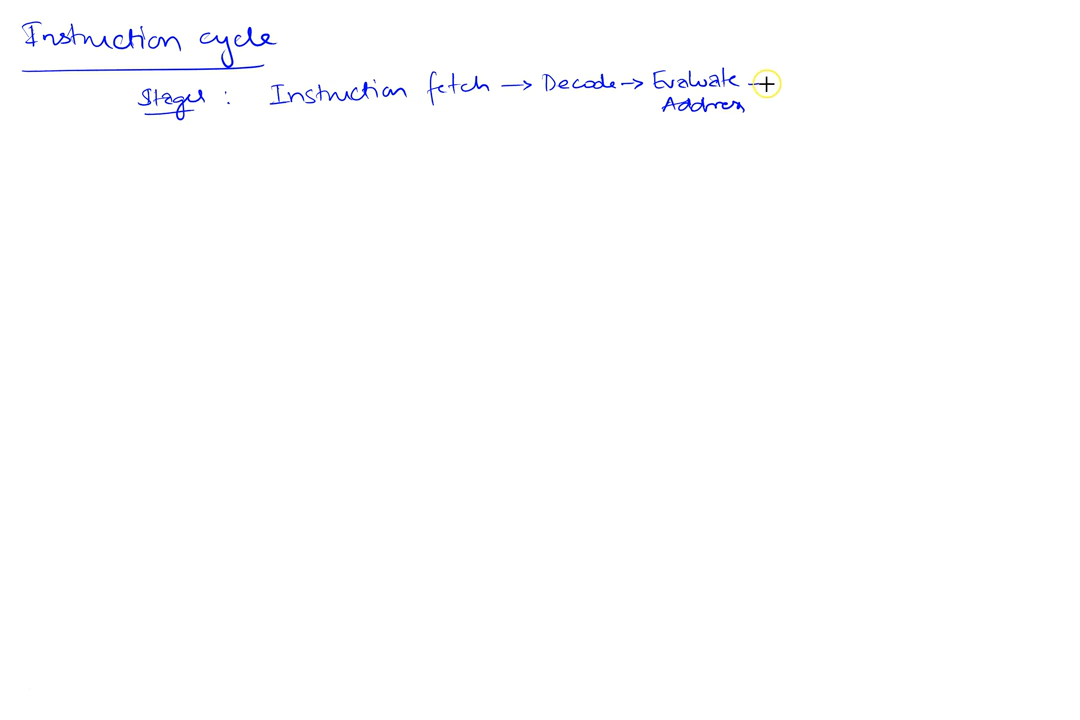 Instruction cycle
Stages : Instruction fetch → Decode → Evaluate
Address